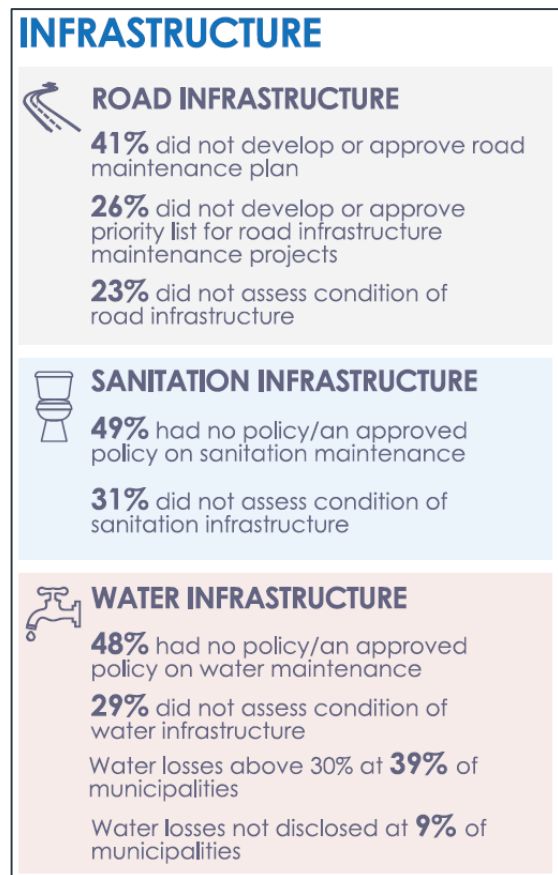 INFRASTRUCTURE
ROAD INFRASTRUCTURE
41% did not develop or approve road
maintenance plan
26% did not develop or approve
priority list for road infrastructure
maintenance projects
23% did not assess condition of
road infrastructure
SANITATION INFRASTRUCTURE
49% had no policy/an approved
policy on sanitation maintenance
31% did not assess condition of
sanitation infrastructure
WATER INFRASTRUCTURE
48% had no policy/an approved
policy on water maintenance
29% did not assess condition of
water infrastructure
Water losses above 30% at 39% of
municipalities
Water losses not disclosed at 9% of
municipalities